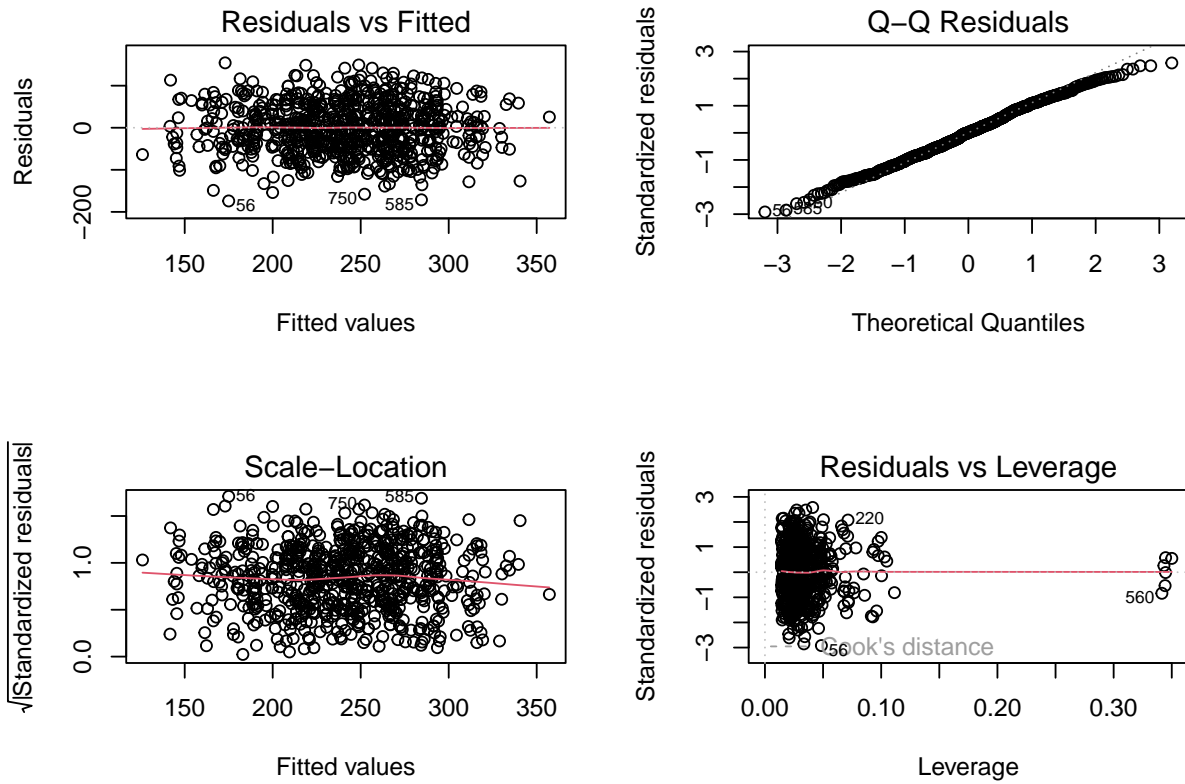 Residuals vs Fitted
Residuals
0
−200
56
750
585
150 200 250 300 350
Fitted values
Q−Q Residuals
Standardized residuals
3
1
−1
−3
56
585
−3 −2 −1 0 1 2 3
Theoretical Quantiles
Scale−Location
√|Standardized residuals|
1.0
0.0
56
750
585
150 200 250 300 350
Fitted values
Residuals vs Leverage
Standardized residuals
3
1
−1
−3
220
560
56
Cook's distance
0.00 0.10 0.20 0.30
Leverage